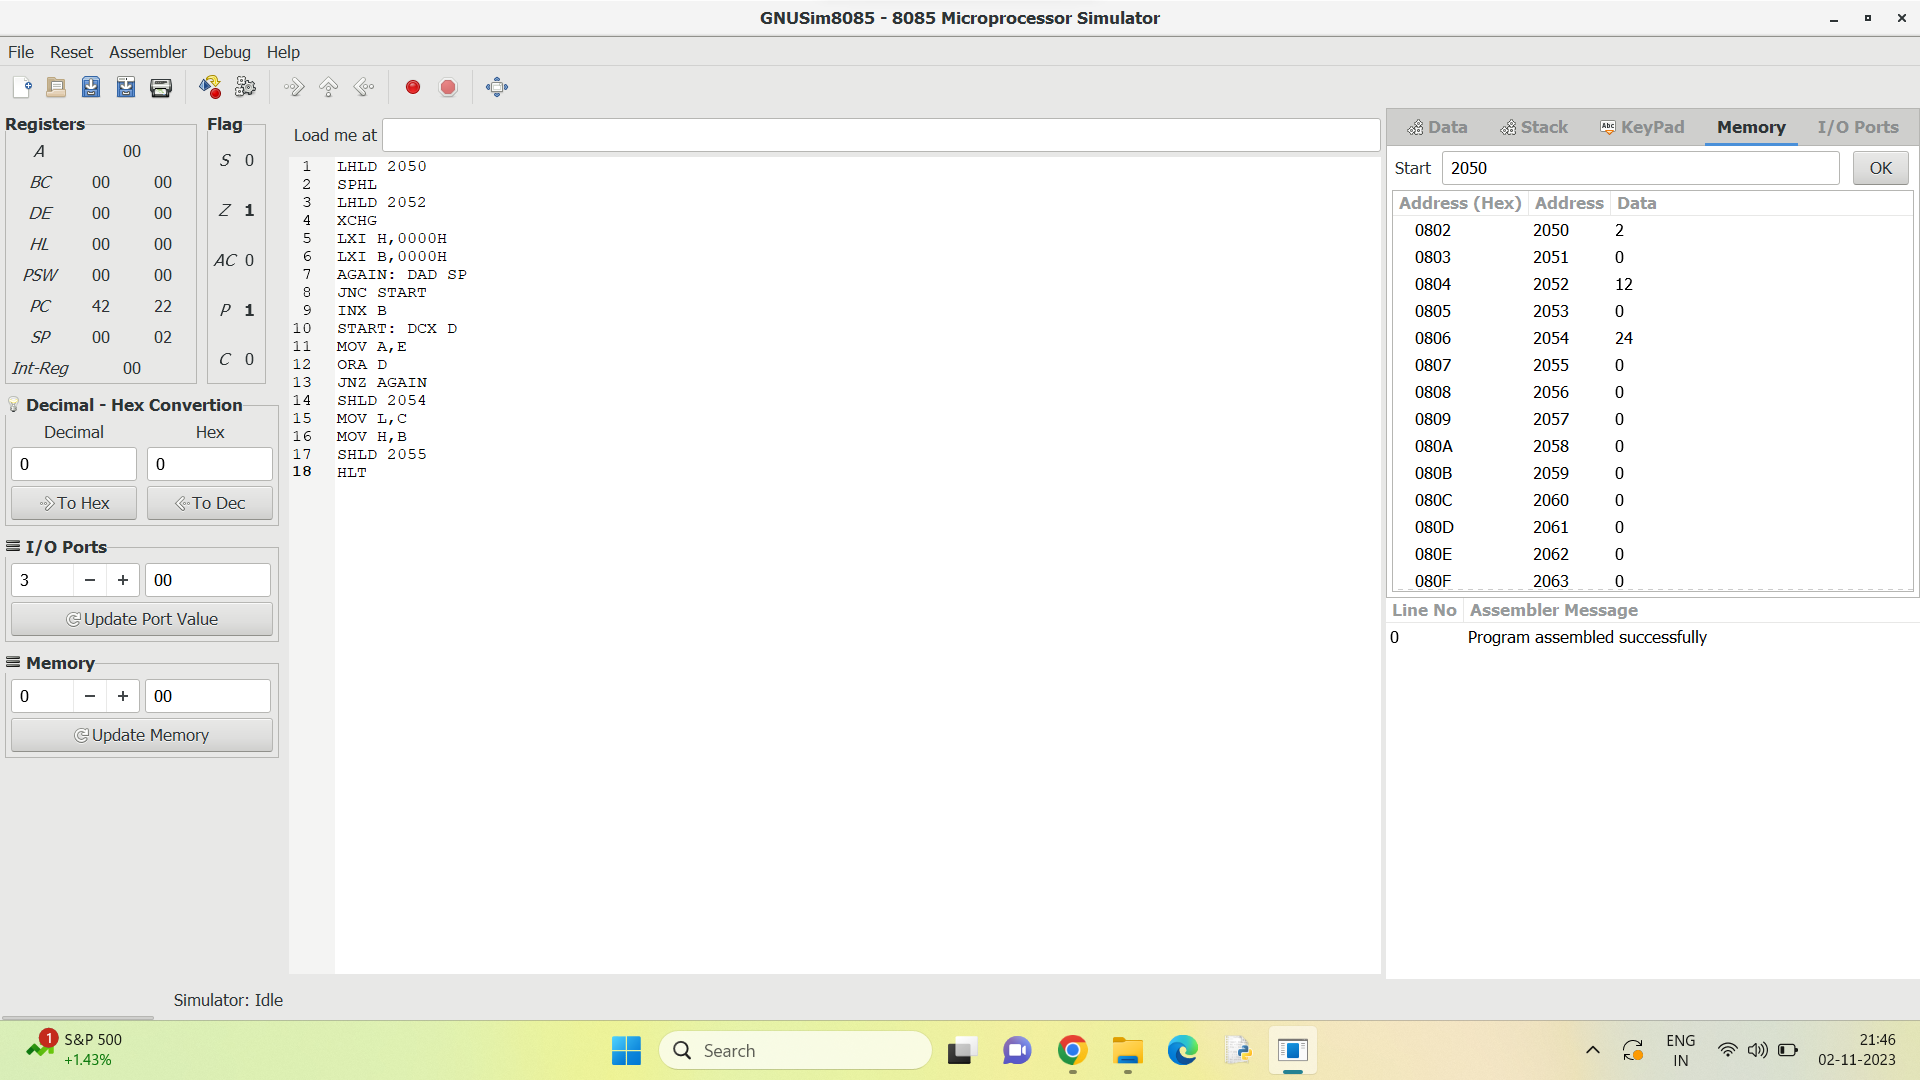 GNUSim8085 - 8085 Microprocessor Simulator
File Reset Assembler Debug Help
Registers
A 00
BC 00 00
DE 00 00
HL 00 00
PSW 00 00
PC 42 22
SP 00 02
Int-Reg 00
Flag
S 0
Z 1
AC 0
P 1
C 0
Decimal - Hex Convertion
Decimal Hex
0 0
To Hex To Dec
I/O Ports
3 − + 00
Update Port Value
Memory
0 − + 00
Update Memory
Load me at
1 LHLD 2050
2 SPHL
3 LHLD 2052
4 XCHG
5 LXI H,0000H
6 LXI B,0000H
7 AGAIN: DAD SP
8 JNC START
9 INX B
10 START: DCX D
11 MOV A,E
12 ORA D
13 JNZ AGAIN
14 SHLD 2054
15 MOV L,C
16 MOV H,B
17 SHLD 2055
18 HLT
Data Stack Abc KeyPad Memory I/O Ports
Start 2050 OK
Address (Hex) Address Data
0802 2050 2
0803 2051 0
0804 2052 12
0805 2053 0
0806 2054 24
0807 2055 0
0808 2056 0
0809 2057 0
080A 2058 0
080B 2059 0
080C 2060 0
080D 2061 0
080E 2062 0
080F 2063 0
Line No Assembler Message
0 Program assembled successfully
Simulator: Idle
1 S&P 500
+1.43%
Search
ENG
IN
21:46
02-11-2023